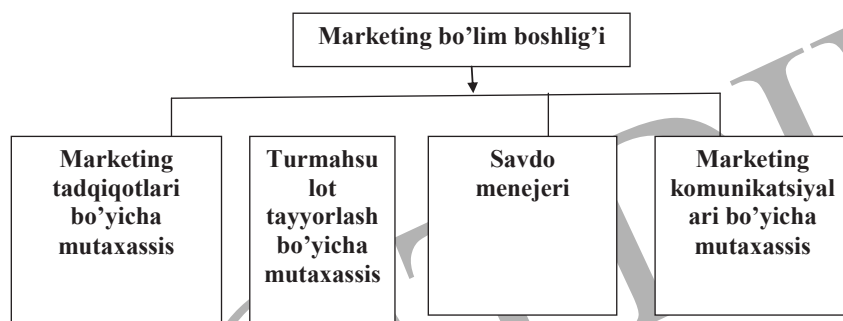 Marketing bo’lim boshlig’i
Marketing
tadqiqotlari
bo’yicha
mutaxassis
Turmahsu
lot
tayyorlash
bo’yicha
mutaxassis
Savdo
menejeri
Marketing
komunikatsiyal
ari bo’yicha
mutaxassis